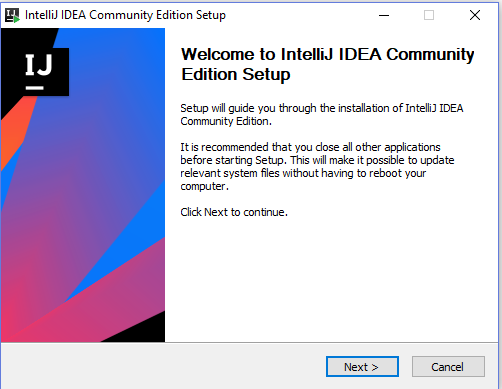 IntelliJ IDEA Community Edition Setup
IJ
Welcome to IntelliJ IDEA Community
Edition Setup
Setup will guide you through the installation of IntelliJ IDEA
Community Edition.
It is recommended that you close all other applications
before starting Setup. This will make it possible to update
relevant system files without having to reboot your
computer.
Click Next to continue.
Next >
Cancel